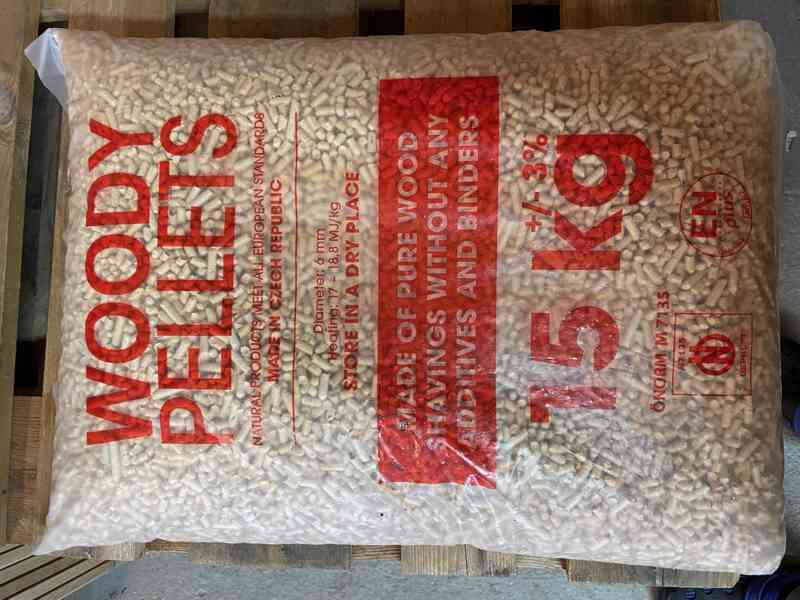 WOODY
PELLETS
NATURAL PRODUCTS MEET ALL EUROPEAN STANDARDS
MADE IN CZECH REPUBLIC
Diameter: 6 mm
Heating: 17 - 18,8 MJ/kg
STORE IN A DRY PLACE
MADE OF PURE WOOD
SHAVINGS WITHOUT ANY
ADDITIVES AND BINDERS
+/- 3%
15 kg
ÖNORM M 7135
EN
plus
N